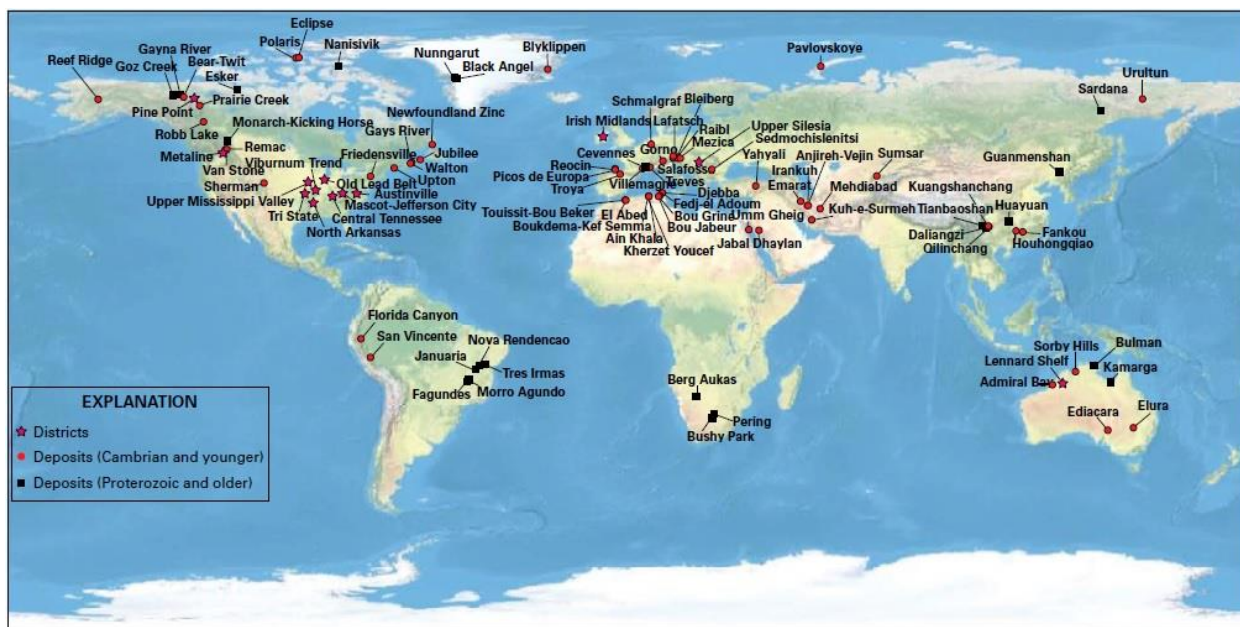 Eclipse
Gayna River
Polaris
Nanisivik
Nunngarut
Blyklippen
Pavlovskoye
Reef Ridge
Goz Creek
Bear-Twit
Esker
Black Angel
Urultun
Sardana
Pine Point
Prairie Creek
Newfoundland Zinc
Schmalgraf
Bleiberg
Irish Midlands
Lafatsch
Robb Lake
Monarch-Kicking Horse
Gays River
Raibl
Upper Silesia
Metaline
Remac
Friedensville
Jubilee
Cevennes
Gorno
Mezica
Sedmochislenitsi
Van Stone
Viburnum Trend
Walton
Reocin
Salafossa
Yahyali
Anjireh-Vejin
Sumsar
Guanmenshan
Sherman
Old Lead Belt
Upton
Picos de Europa
Villemagne
Treves
Irankuh
Upper Mississippi Valley
Austinville
Troya
Djebba
Emarat
Mehdiabad
Kuangshanchang
Tri State
Mascot-Jefferson City
Touissit-Bou Beker
El Abed
Fedj-el Adoum
Umm Gheig
Kuh-e-Surmeh
Tianbaoshan
Huayuan
Central Tennessee
Boukdema-Kef Semma
Bou Grine
North Arkansas
Ain Khala
Bou Jabeur
Jabal Dhaylan
Daliangzi
Fankou
Kherzet Youcef
Qilinchang
Houhongqiao
Florida Canyon
San Vincente
Nova Rendencao
Januaria
Tres Irmas
Fagundes
Morro Agundo
Berg Aukas
Pering
Bushy Park
Sorby Hills
Bulman
Lennard Shelf
Kamarga
Admiral Bay
Ediacara
Elura
EXPLANATION
Districts
Deposits (Cambrian and younger)
Deposits (Proterozoic and older)